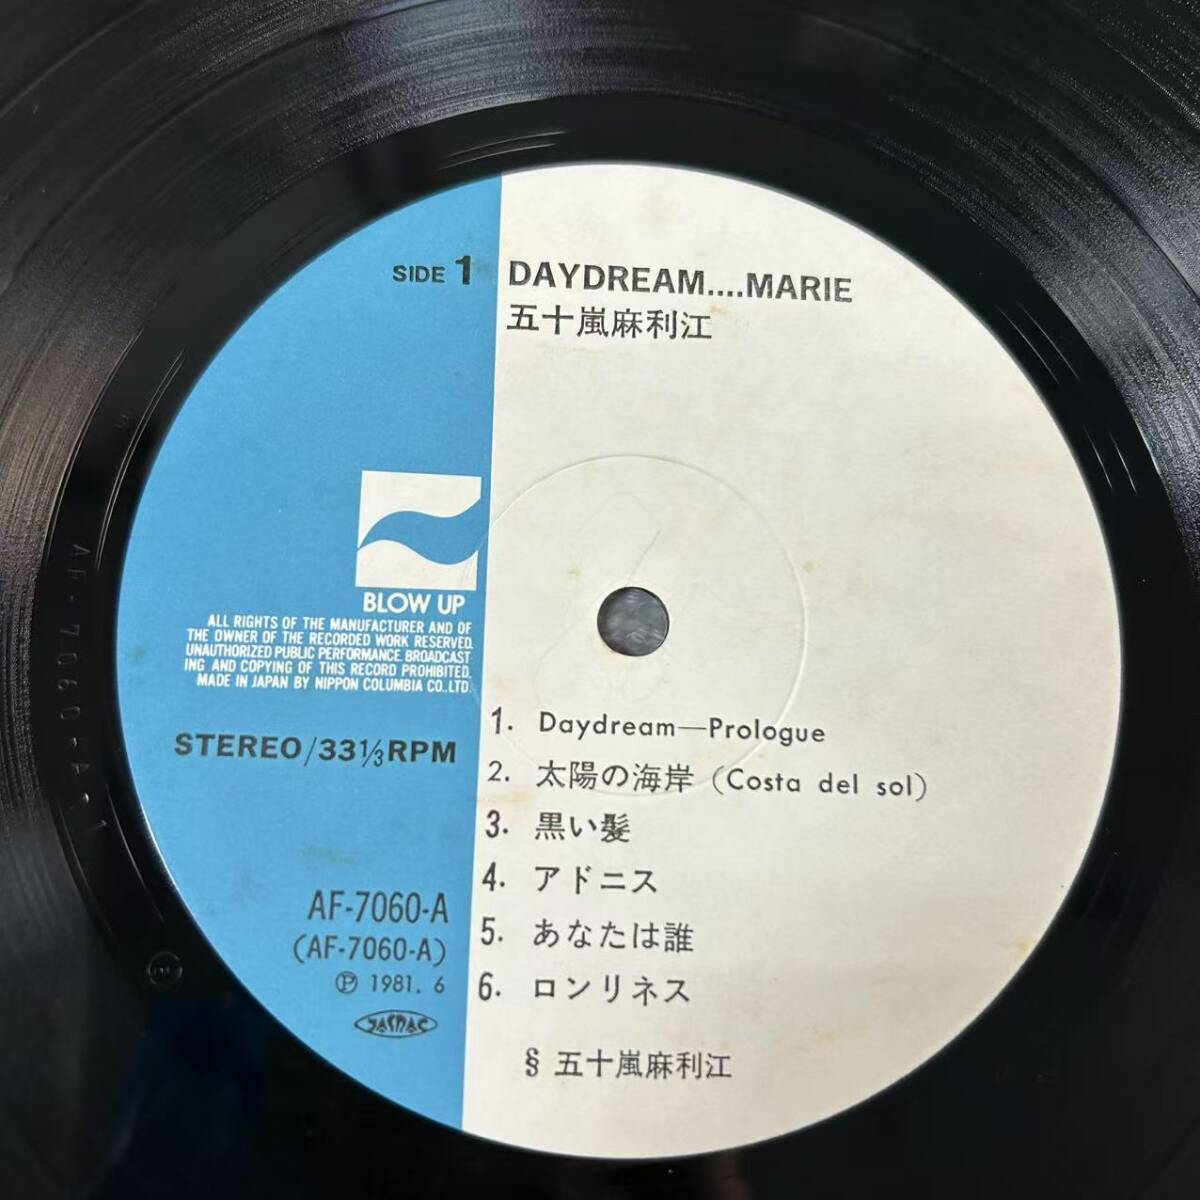 SIDE 1
DAYDREAM....MARIE
五十嵐麻利江
BLOW UP
ALL RIGHTS OF THE MANUFACTURER AND OF
THE OWNER OF THE RECORDED WORK RESERVED.
UNAUTHORIZED PUBLIC PERFORMANCE. BROADCAST-
ING AND COPYING OF THIS RECORD PROHIBITED.
MADE IN JAPAN BY NIPPON COLUMBIA CO.,LTD.
STEREO/33⅓RPM
AF-7060-A
(AF-7060-A)
Ⓟ 1981. 6
JASRAC
1. Daydream—Prologue
2. 太陽の海岸 (Costa del sol)
3. 黒い髪
4. アドニス
5. あなたは誰
6. ロンリネス
§ 五十嵐麻利江
AF-7060-A